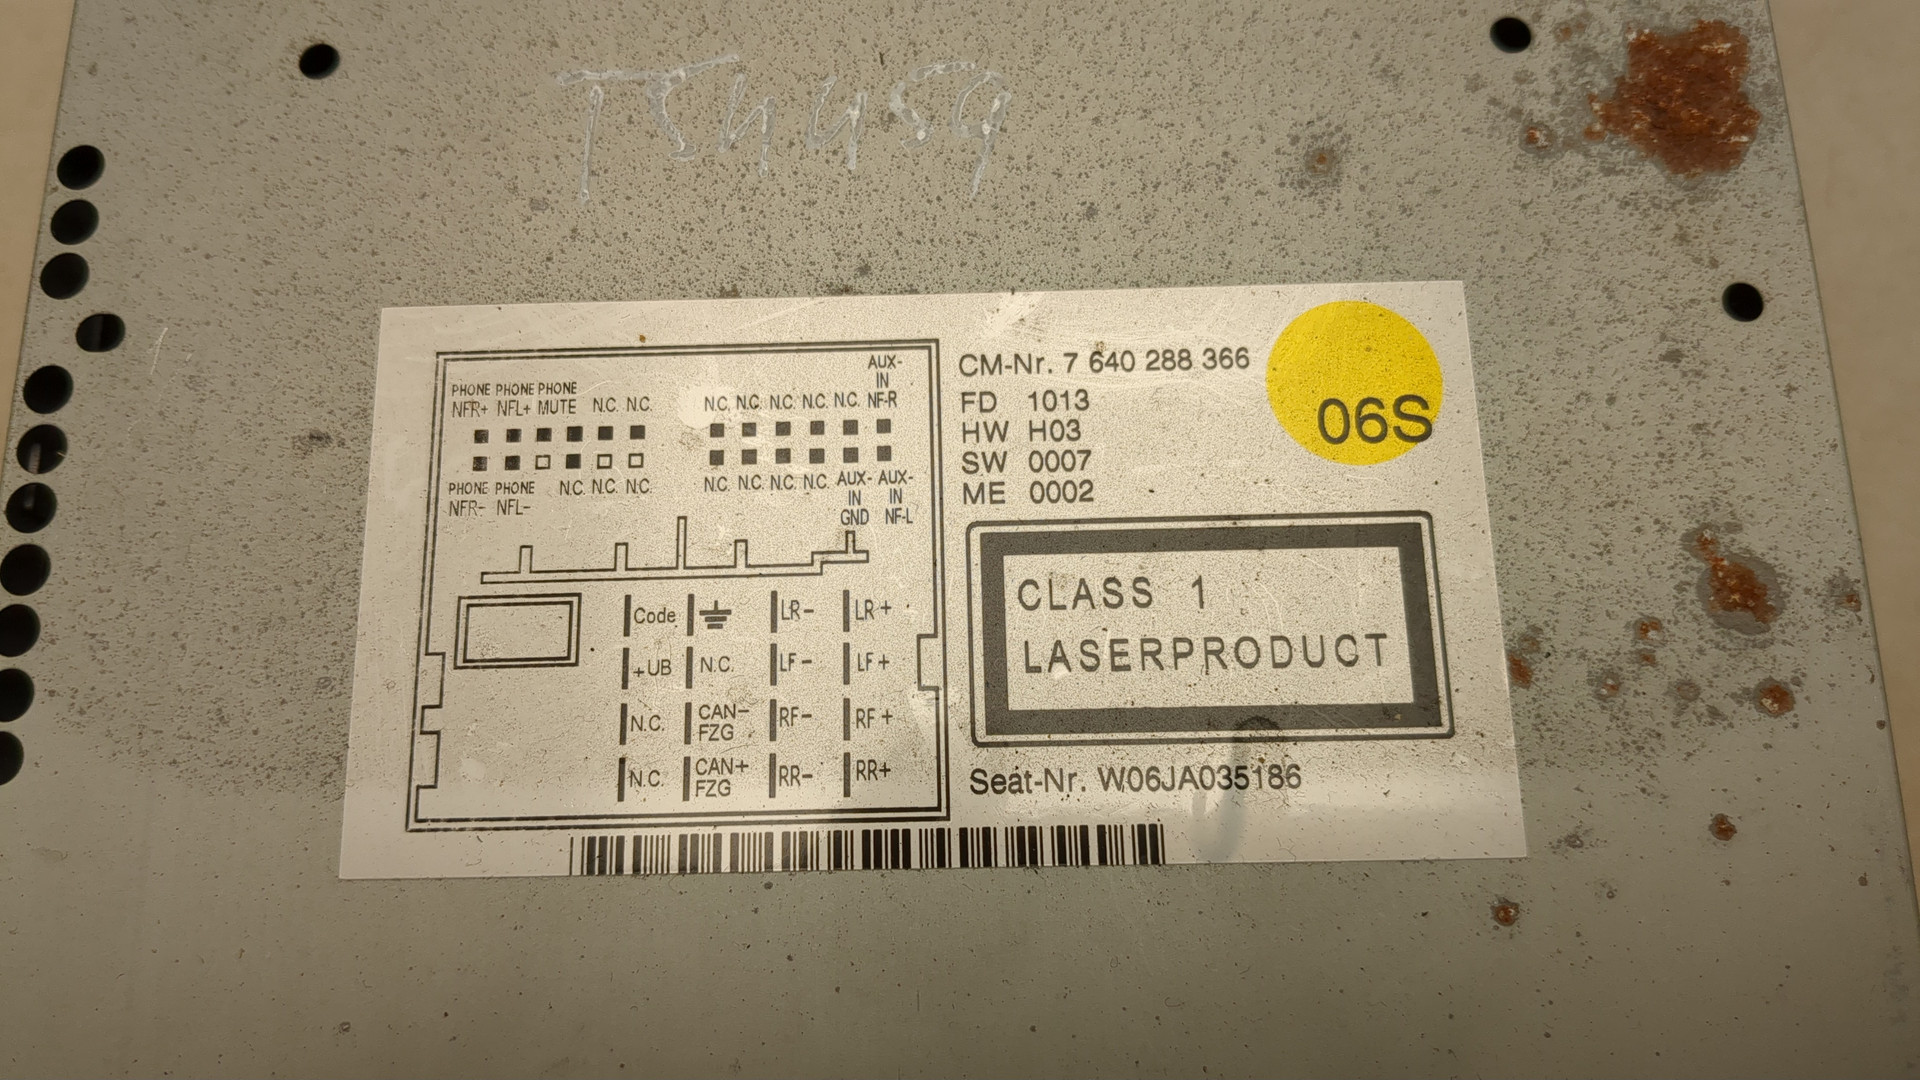 AUX-
PHONE PHONE PHONE IN
NFR+ NFL+ MUTE N.C. N.C. N.C. N.C. N.C. N.C. N.C. NF-R
PHONE PHONE N.C. N.C. N.C. N.C. N.C. N.C. N.C. AUX- AUX-
NFR- NFL- IN IN
GND NF-L
Code LR- LR+
+UB N.C. LF- LF+
N.C. CAN- FZG RF- RF+
N.C. CAN+ FZG RR- RR+
CM-Nr. 7 640 288 366
FD 1013
HW H03
SW 0007
ME 0002
06S
CLASS 1
LASERPRODUCT
Seat-Nr. W06JA035186